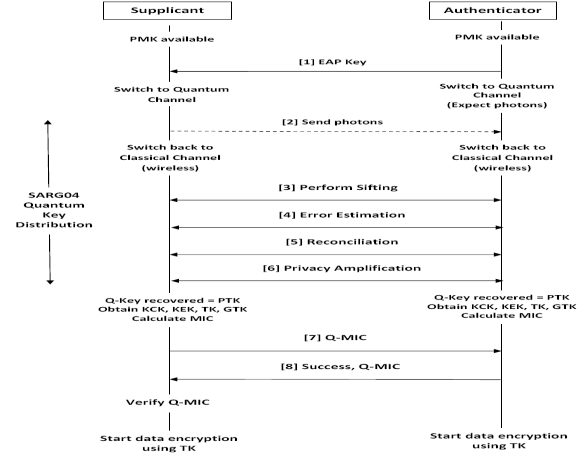 Supplicant
Authenticator
PMK available
PMK available
[1] EAP Key
Switch to Quantum
Channel
Switch to Quantum
Channel
(Expect photons)
[2] Send photons
Switch back to
Classical Channel
(wireless)
Switch back to
Classical Channel
(wireless)
SARG04
Quantum
Key
Distribution
[3] Perform Sifting
[4] Error Estimation
[5] Reconciliation
[6] Privacy Amplification
Q-Key recovered = PTK
Obtain KCK, KEK, TK, GTK
Calculate MIC
Q-Key recovered = PTK
Obtain KCK, KEK, TK, GTK
Calculate MIC
[7] Q-MIC
[8] Success, Q-MIC
Verify Q-MIC
Start data encryption
using TK
Start data encryption
using TK